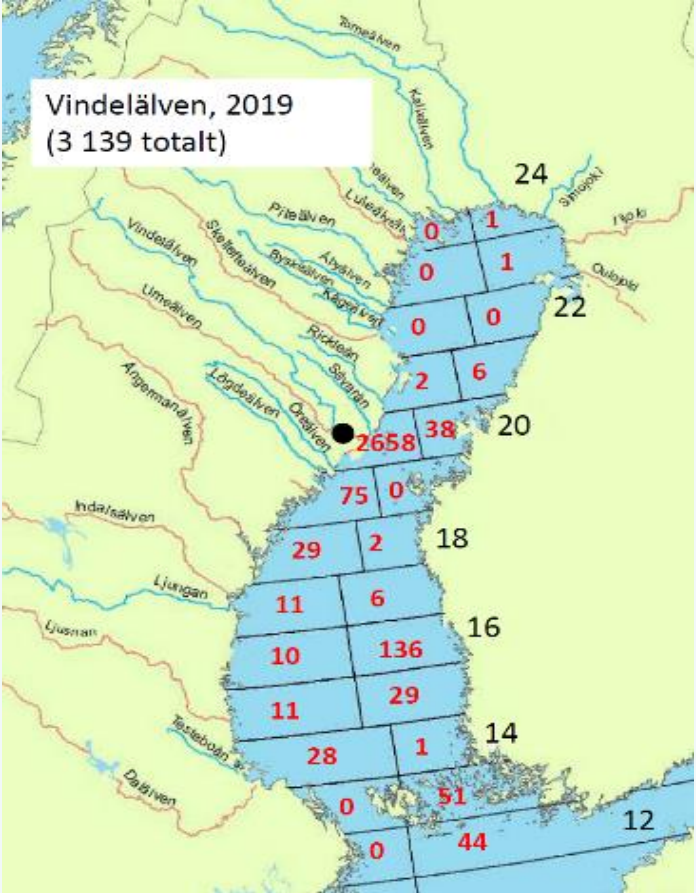 Torneälven
Kalixälven
Vindelälven, 2019
(3 139 totalt)
24
Simojoki
Luleälven
Piteälven
0 1
Iijoki
Vindelälven
Skellefteälven
Åbyälven
Byskeälven
0 1
Oulojoki
Kågeälven
22
Umeälven
0 0
Rickleån
Sävarån
Lögdeälven
Öreälven
Ångermanälven
2 6
20
2658 38
75 0
Indalsälven
18
29 2
Ljungan
11 6
Ljusnan
16
10 136
11 29
Testeboån
14
28 1
Dalälven
0 51
12
0 44